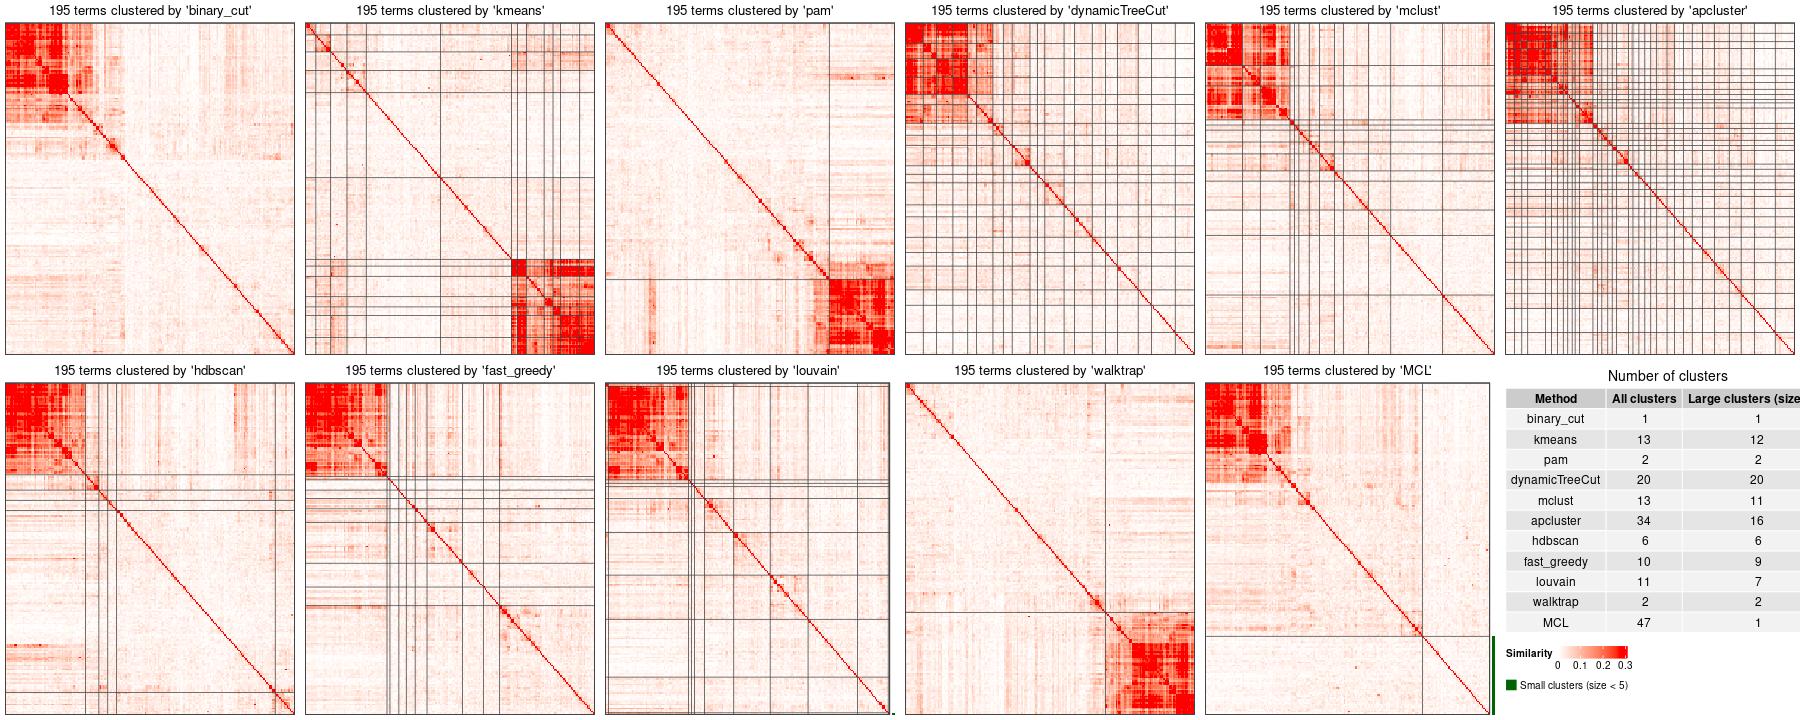 195 terms clustered by 'binary_cut'
195 terms clustered by 'kmeans'
195 terms clustered by 'pam'
195 terms clustered by 'dynamicTreeCut'
195 terms clustered by 'mclust'
195 terms clustered by 'apcluster'
195 terms clustered by 'hdbscan'
195 terms clustered by 'fast_greedy'
195 terms clustered by 'louvain'
195 terms clustered by 'walktrap'
195 terms clustered by 'MCL'
Number of clusters
Method All clusters Large clusters (size
binary_cut 1 1
kmeans 13 12
pam 2 2
dynamicTreeCut 20 20
mclust 13 11
apcluster 34 16
hdbscan 6 6
fast_greedy 10 9
louvain 11 7
walktrap 2 2
MCL 47 1
Similarity
0 0.1 0.2 0.3
Small clusters (size < 5)